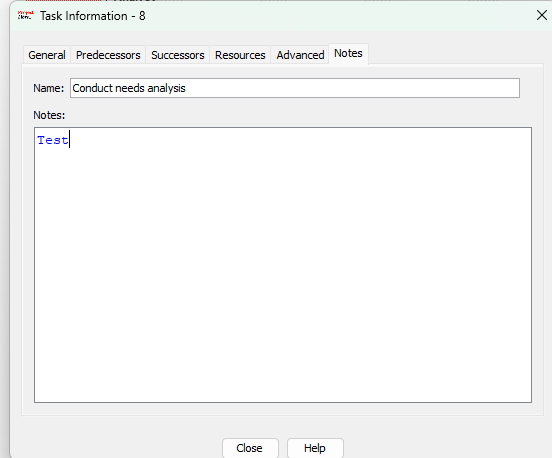 Task Information - 8
General Predecessors Successors Resources Advanced Notes
Name: Conduct needs analysis
Notes:
Test
Close Help